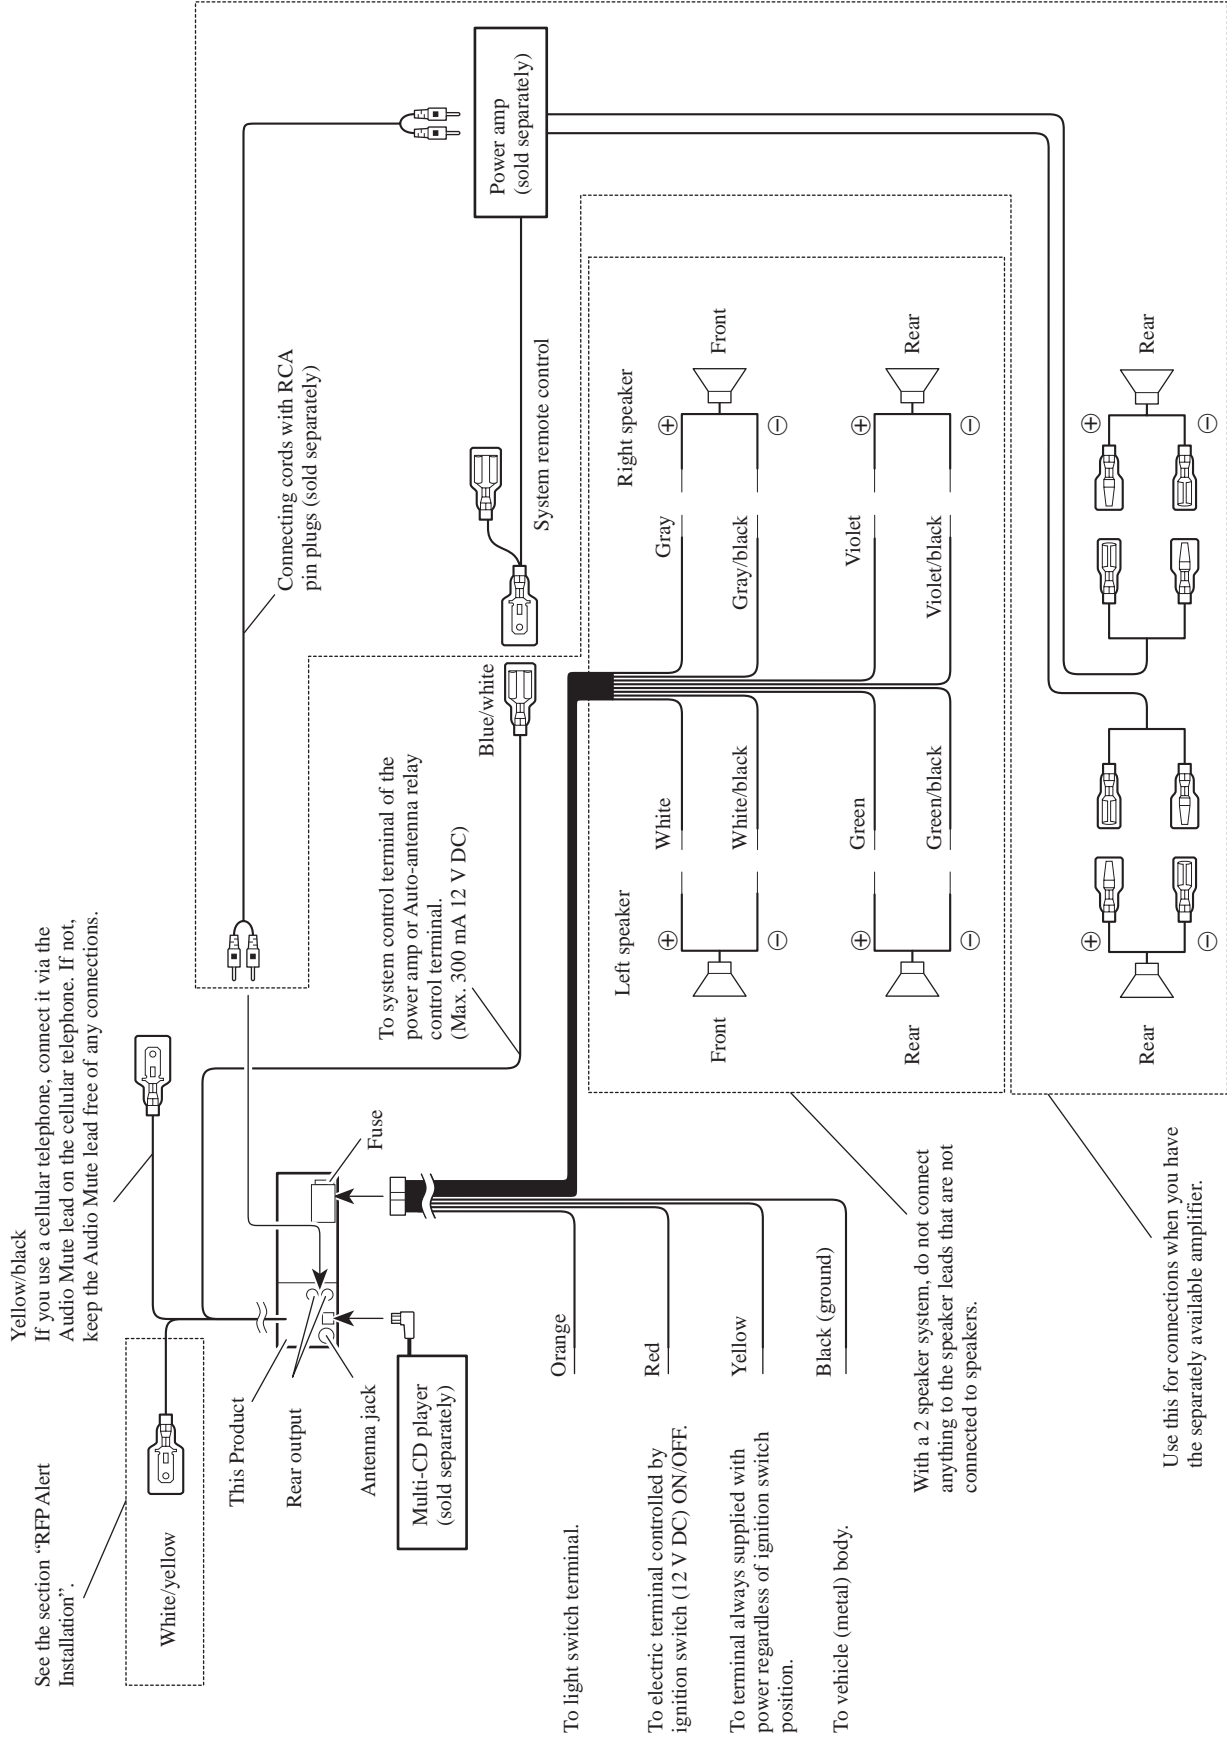 Yellow/black
If you use a cellular telephone, connect it via the
Audio Mute lead on the cellular telephone. If not,
keep the Audio Mute lead free of any connections.
See the section “RFP Alert
Installation”.
White/yellow
This Product
Rear output
Antenna jack
Multi-CD player
(sold separately)
Fuse
Connecting cords with RCA
pin plugs (sold separately)
Power amp
(sold separately)
To system control terminal of the
power amp or Auto-antenna relay
control terminal.
(Max. 300 mA 12 V DC)
Blue/white
System remote control
To light switch terminal.
Orange
To electric terminal controlled by
ignition switch (12 V DC) ON/OFF.
Red
To terminal always supplied with
power regardless of ignition switch
position.
Yellow
To vehicle (metal) body.
Black (ground)
Left speaker
Right speaker
Front
+
White
Gray
+
Front
−
White/black
Gray/black
−
Rear
+
Green
Violet
+
Rear
−
Green/black
Violet/black
−
With a 2 speaker system, do not connect
anything to the speaker leads that are not
connected to speakers.
Rear
+
−
+
−
Rear
Use this for connections when you have
the separately available amplifier.